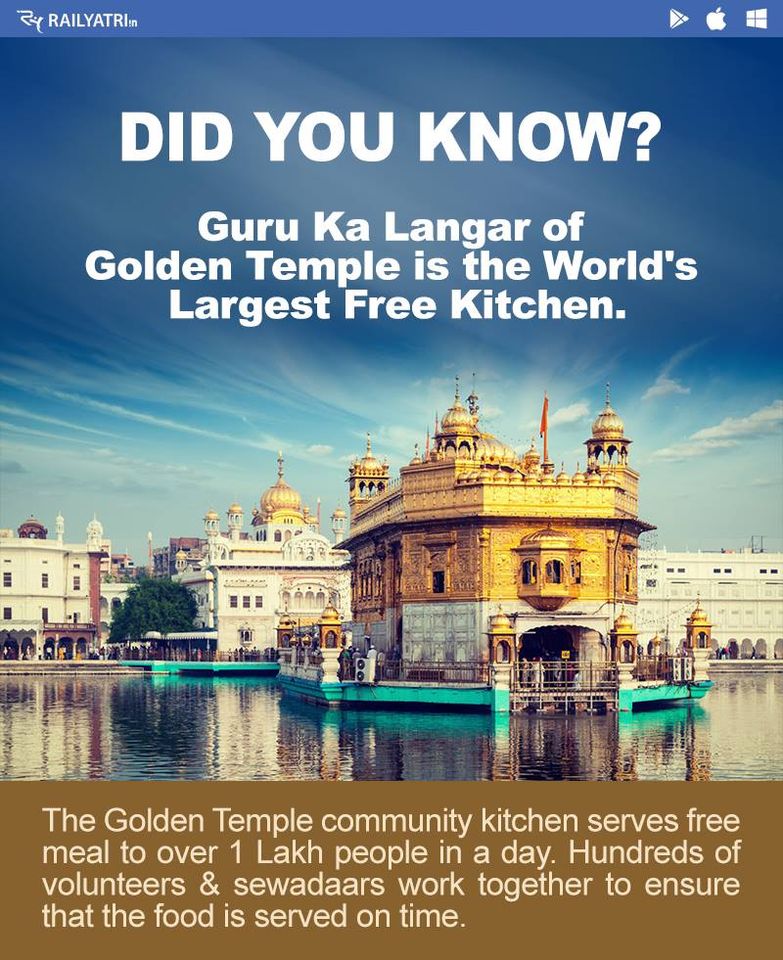 RAILYATRI.in
DID YOU KNOW?
Guru Ka Langar of
Golden Temple is the World's
Largest Free Kitchen.
The Golden Temple community kitchen serves free
meal to over 1 Lakh people in a day. Hundreds of
volunteers & sewadaars work together to ensure
that the food is served on time.